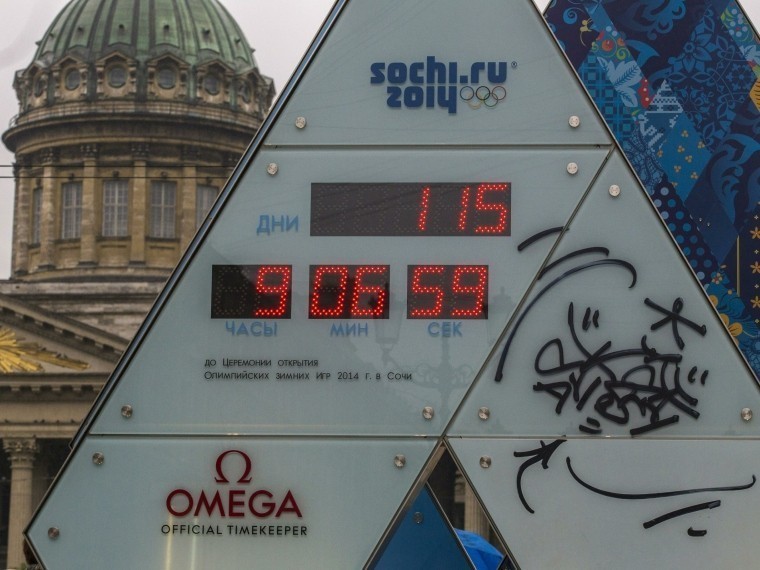 sochi.ru
2014
ДНИ 115
9 06 59
ЧАСЫ МИН СЕК
до Церемонии открытия
Олимпийских зимних Игр 2014 г. в Сочи
Ω
OMEGA
OFFICIAL TIMEKEEPER